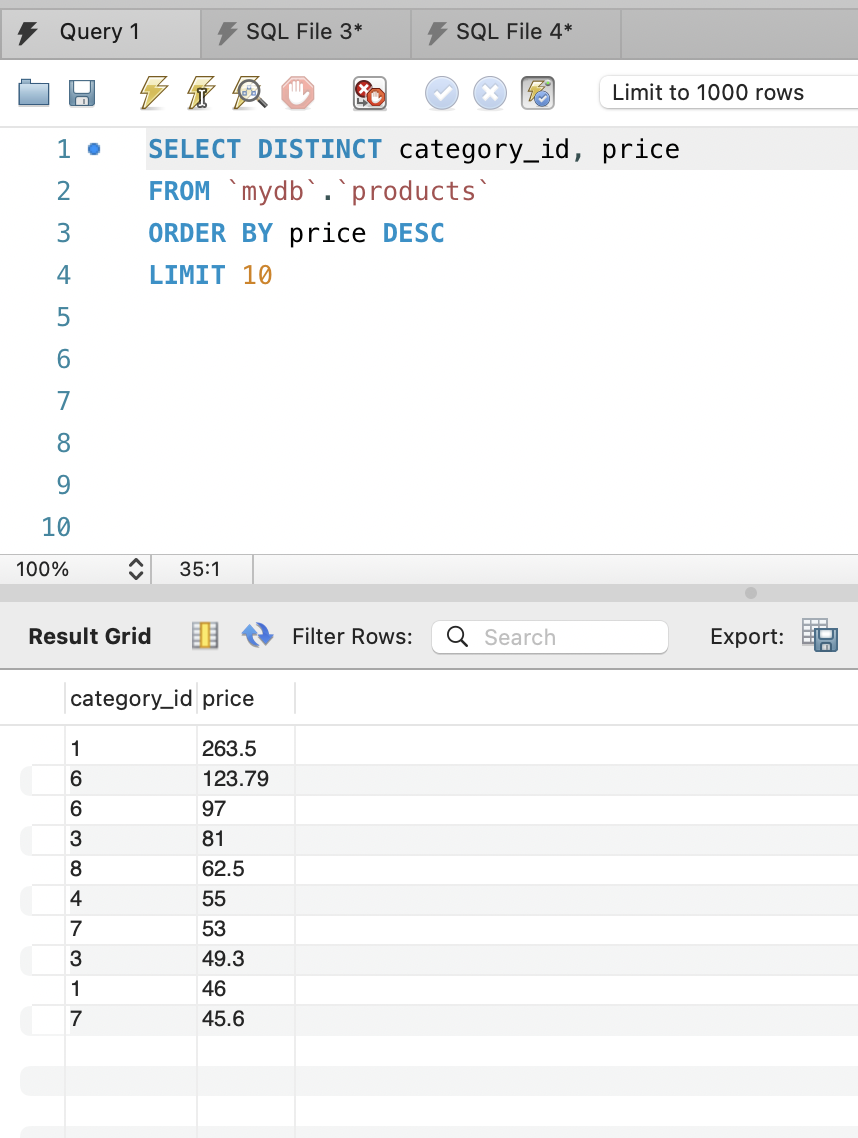 Query 1 SQL File 3* SQL File 4*
Limit to 1000 rows
1 SELECT DISTINCT category_id, price
2 FROM `mydb`.`products`
3 ORDER BY price DESC
4 LIMIT 10
5
6
7
8
9
10
100% 35:1
Result Grid Filter Rows: Search Export:
category_id price
1 263.5
6 123.79
6 97
3 81
8 62.5
4 55
7 53
3 49.3
1 46
7 45.6